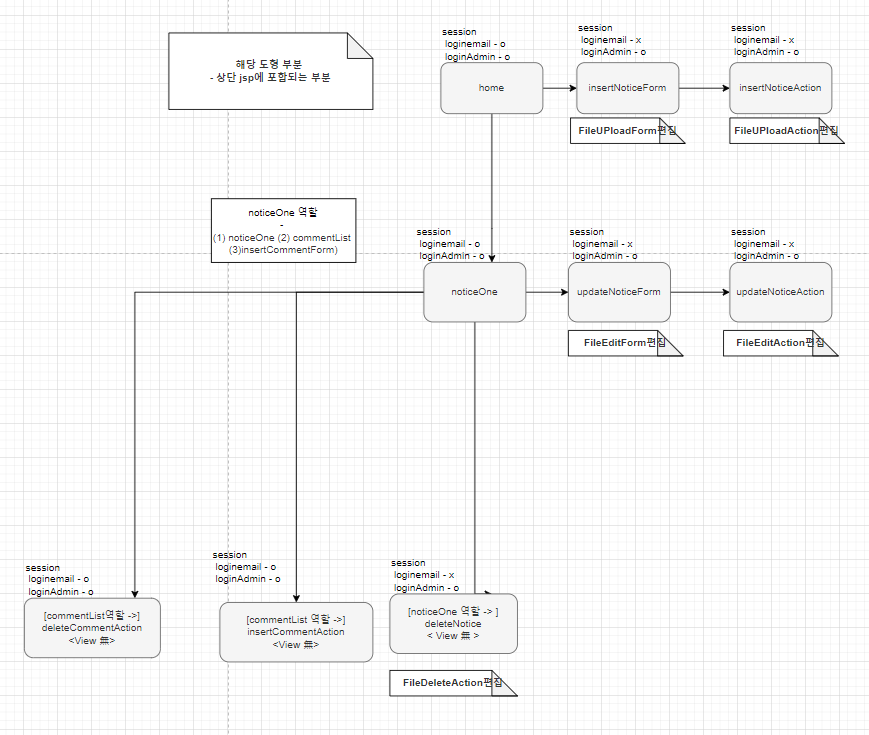 해당 도형 부분
- 상단 jsp에 포함되는 부분
session
loginemail - o
loginAdmin - o
home
session
loginemail - x
loginAdmin - o
insertNoticeForm
FileUPloadForm편집
session
loginemail - x
loginAdmin - o
insertNoticeAction
FileUPloadAction편집
noticeOne 역할
-
(1) noticeOne (2) commentList
(3)insertCommentForm)
session
loginemail - o
loginAdmin - o
noticeOne
session
loginemail - x
loginAdmin - o
updateNoticeForm
FileEditForm편집
session
loginemail - x
loginAdmin - o
updateNoticeAction
FileEditAction편집
session
loginemail - o
loginAdmin - o
[commentList역할 ->]
deleteCommentAction
<View 無>
session
loginemail - o
loginAdmin - o
[commentList 역할 ->]
insertCommentAction
<View 無>
session
loginemail - x
loginAdmin - o
[noticeOne 역할 -> ]
deleteNotice
< View 無 >
FileDeleteAction편집